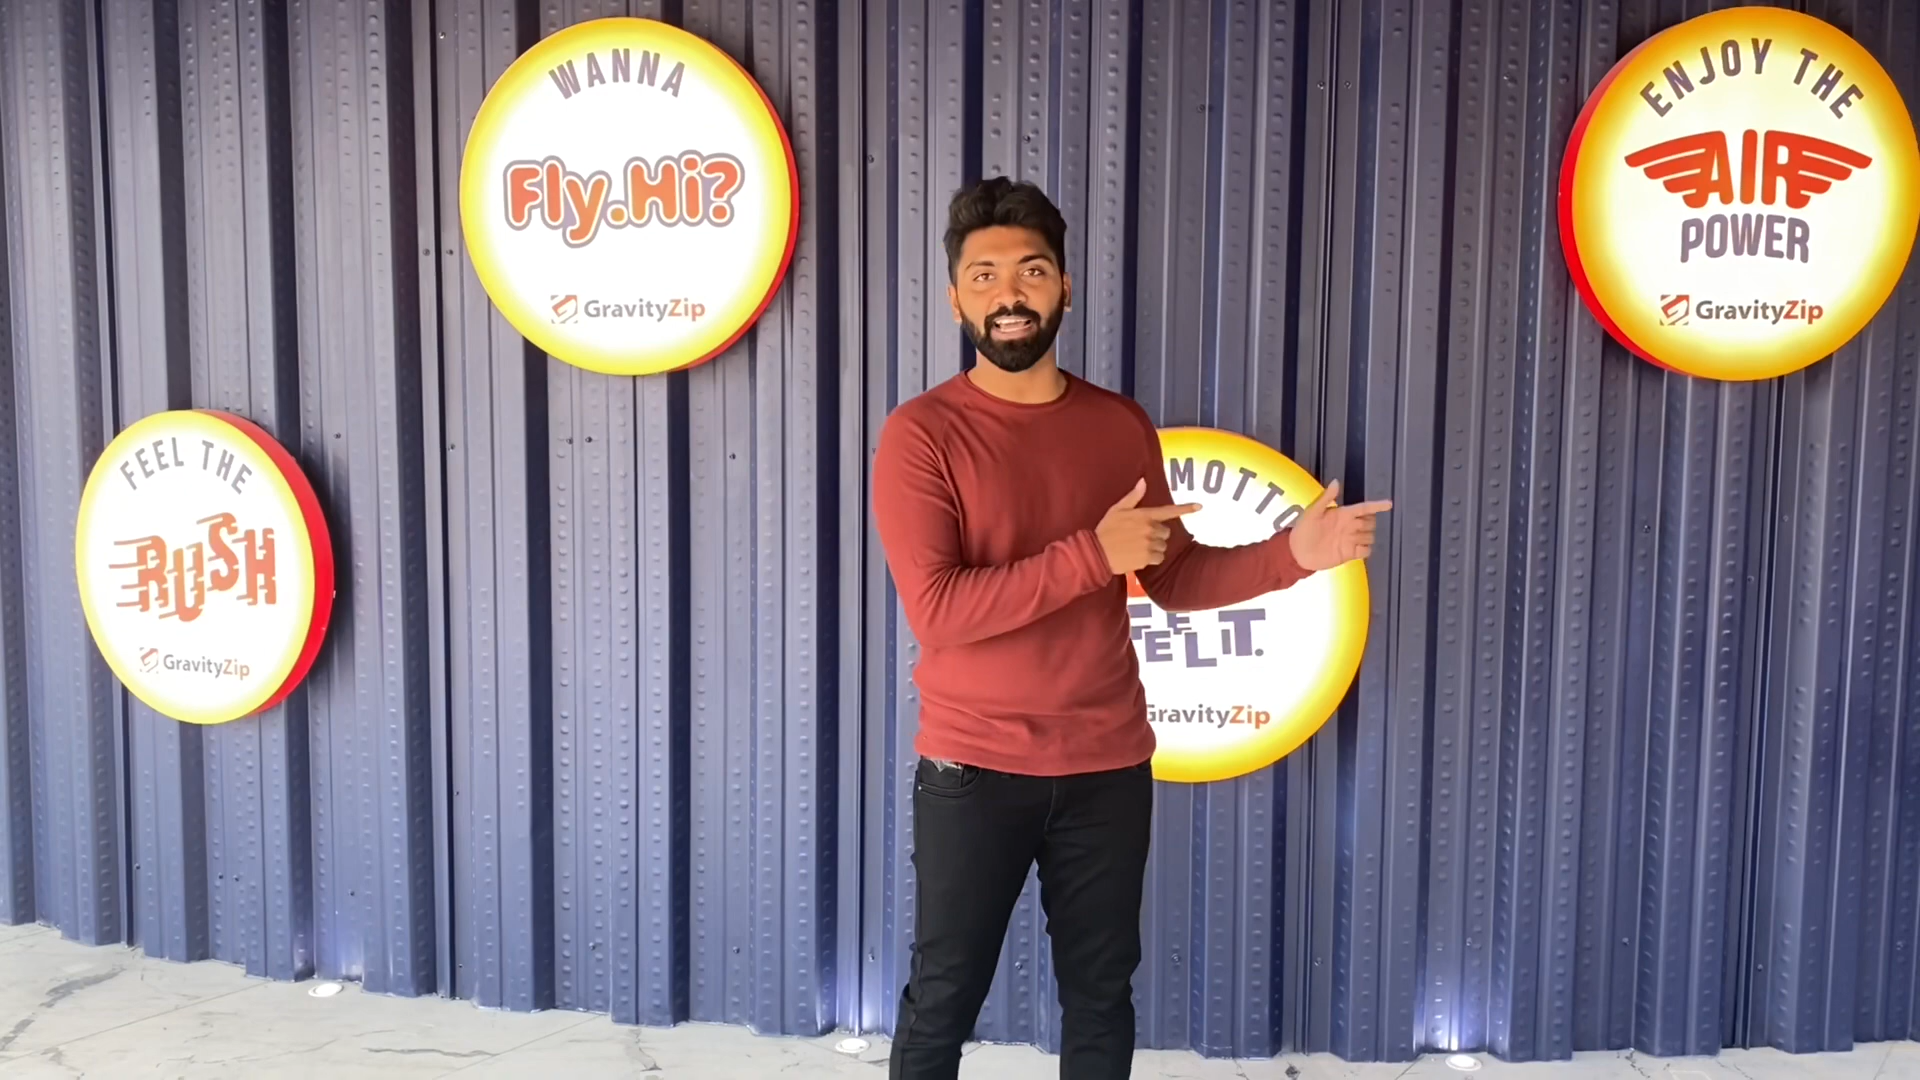 WANNA
Fly.Hi?
GravityZip
ENJOY THE
AIR
POWER
GravityZip
FEEL THE
RUSH
GravityZip
MOTTO
FEEL IT.
GravityZip